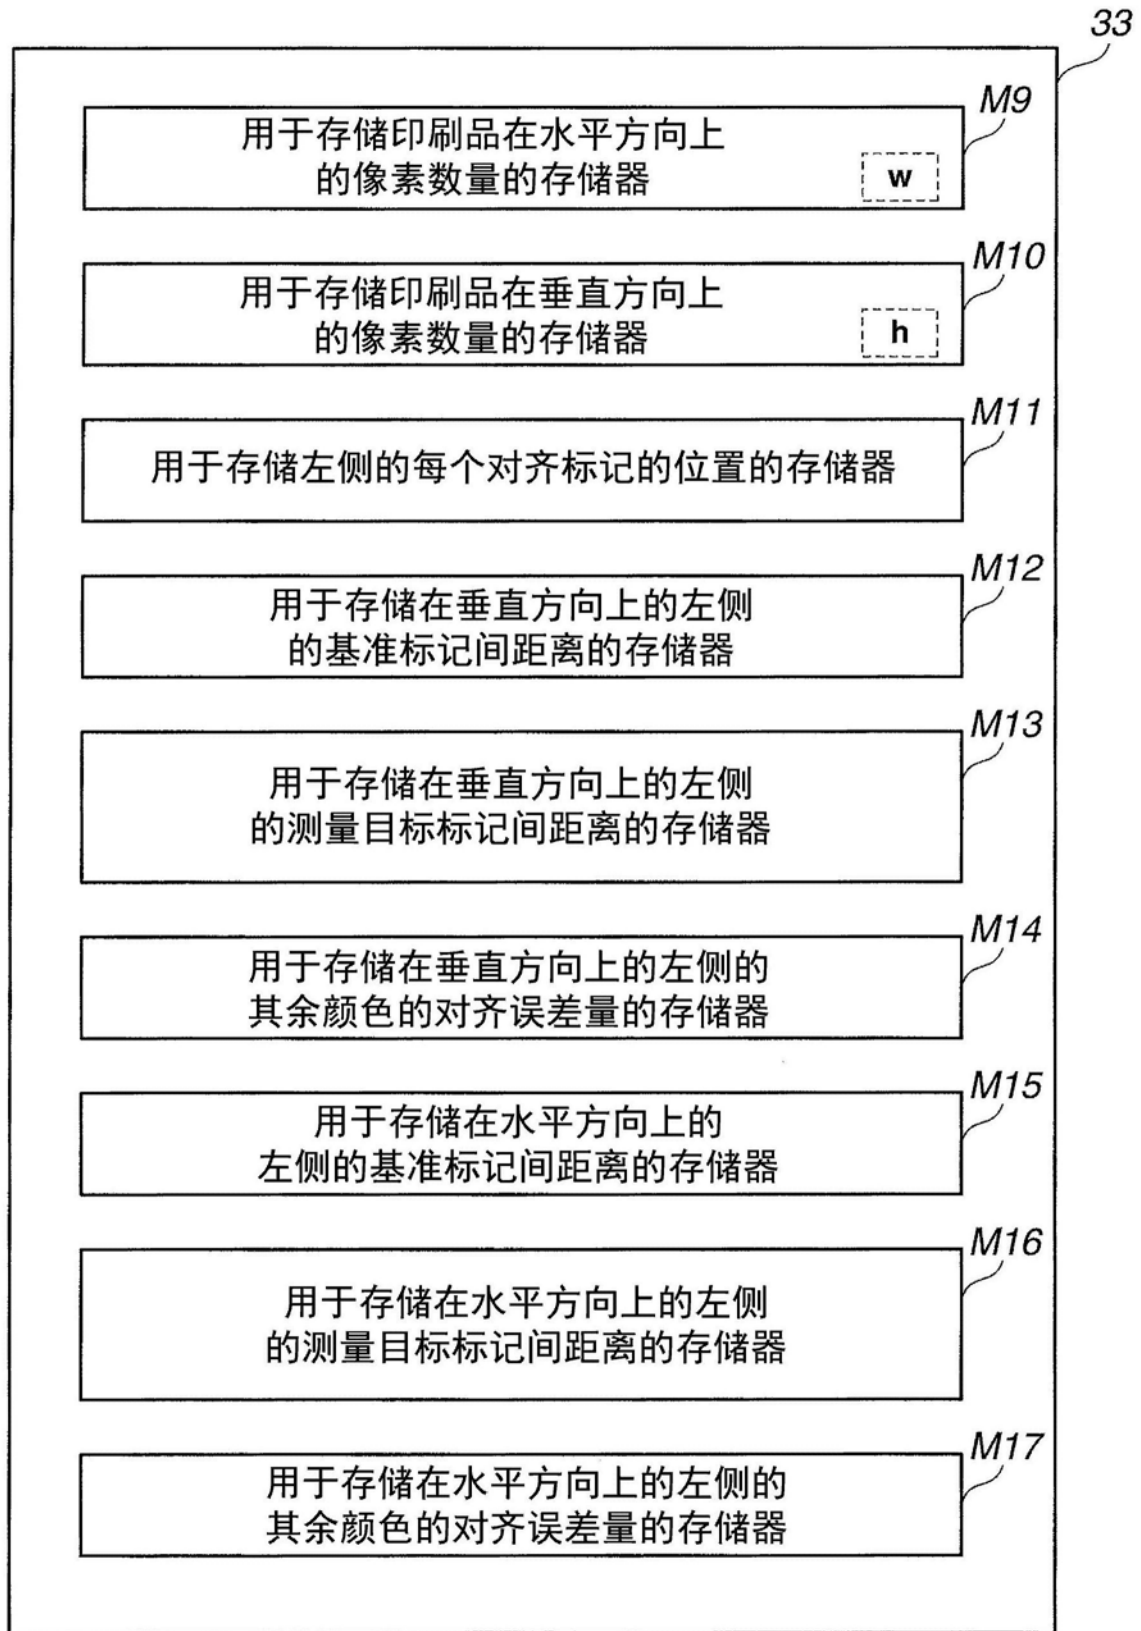 33
M9
用于存储印刷品在水平方向上
的像素数量的存储器
w
M10
用于存储印刷品在垂直方向上
的像素数量的存储器
h
M11
用于存储左侧的每个对齐标记的位置的存储器
M12
用于存储在垂直方向上的左侧
的基准标记间距离的存储器
M13
用于存储在垂直方向上的左侧
的测量目标标记间距离的存储器
M14
用于存储在垂直方向上的左侧的
其余颜色的对齐误差量的存储器
M15
用于存储在水平方向上的
左侧的基准标记间距离的存储器
M16
用于存储在水平方向上的左侧
的测量目标标记间距离的存储器
M17
用于存储在水平方向上的左侧的
其余颜色的对齐误差量的存储器